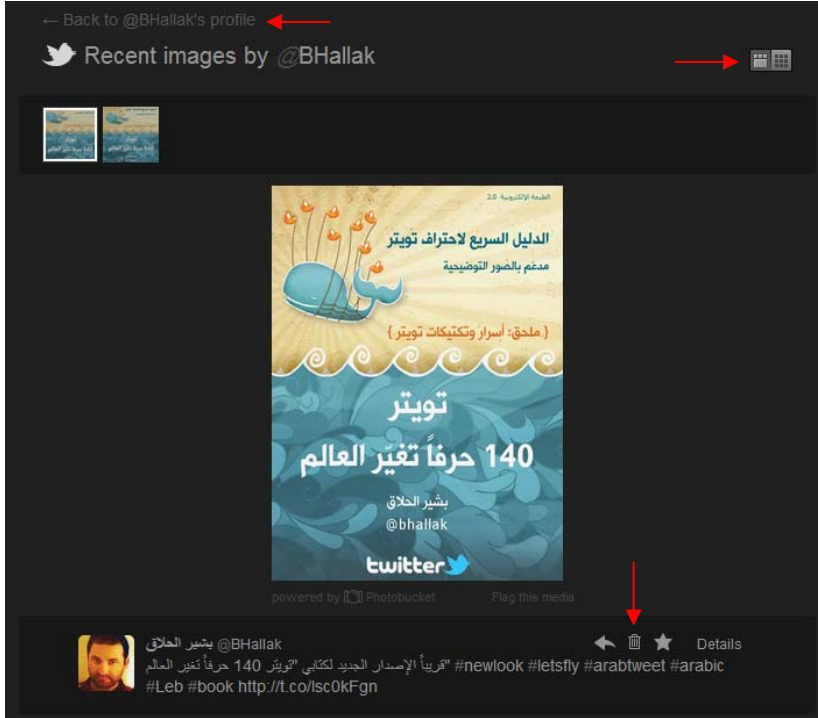 ← Back to @BHallak's profile
Recent images by @BHallak
الطبعة الإلكترونية 2.0
الدليل السريع لاحتراف تويتر
مدعّم بالصور التوضيحية
{ ملحق: أسرار وتكتيكات تويتر }
تويتر
140 حرفاً تغيّر العالم
بشير الحلاق
@bhallak
twitter
powered by Photobucket Flag this media
بشير الحلاق @BHallak Details
قريباً الإصدار الجديد لكتابي "تويتر 140 حرفاً تغير العالم" #newlook #letsfly #arabtweet #arabic
#Leb #book http://t.co/lsc0kFgn